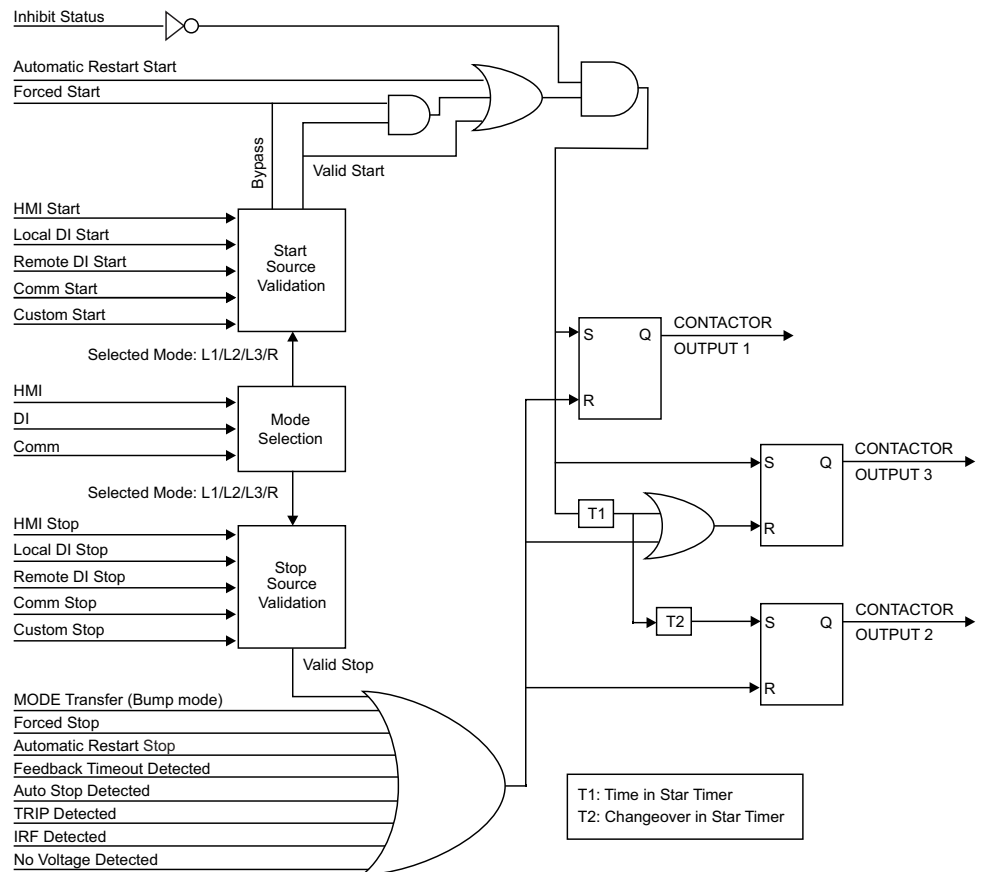 Inhibit Status
Automatic Restart Start
Forced Start
Bypass
Valid Start
HMI Start
Local DI Start
Remote DI Start
Comm Start
Custom Start
Start
Source
Validation
Selected Mode: L1/L2/L3/R
HMI
DI
Comm
Mode
Selection
Selected Mode: L1/L2/L3/R
HMI Stop
Local DI Stop
Remote DI Stop
Comm Stop
Custom Stop
Stop
Source
Validation
Valid Stop
MODE Transfer (Bump mode)
Forced Stop
Automatic Restart Stop
Feedback Timeout Detected
Auto Stop Detected
TRIP Detected
IRF Detected
No Voltage Detected
S Q
R
CONTACTOR
OUTPUT 1
S Q
R
CONTACTOR
OUTPUT 3
T1
T2
S Q
R
CONTACTOR
OUTPUT 2
T1: Time in Star Timer
T2: Changeover in Star Timer